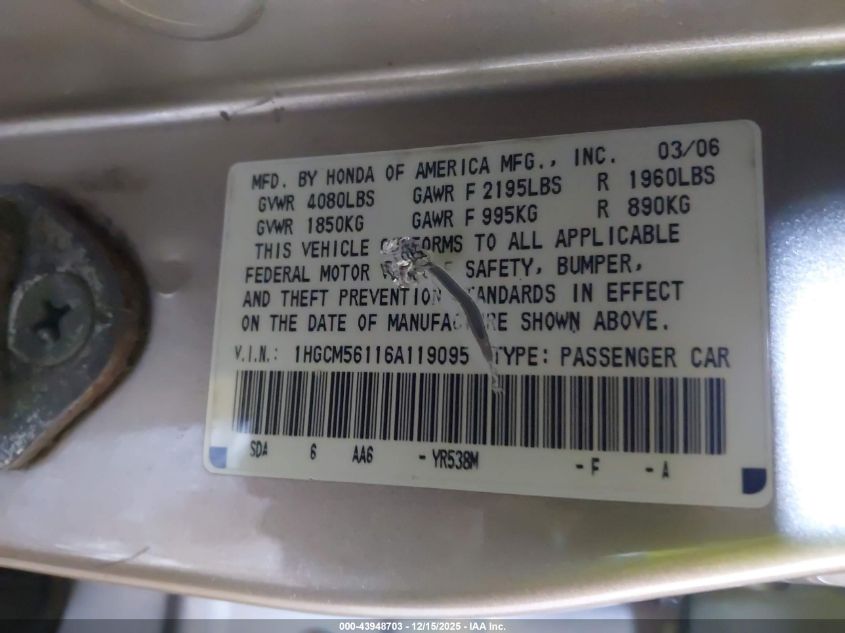 MFD. BY HONDA OF AMERICA MFG., INC. 03/06
GVWR 4080LBS GAWR F 2195LBS R 1960LBS
GVWR 1850KG GAWR F 995KG R 890KG
THIS VEHICLE TO ALL APPLICABLE
FEDERAL MOTOR SAFETY, BUMPER,
AND THEFT PREVENTION STANDARDS IN EFFECT
ON THE DATE OF MANUFACTURE SHOWN ABOVE.
V.I.N.: 1HGCM56116A119095 TYPE: PASSENGER CAR
SDA 6 AA6 - YR538M - F - A
000-43948703 - 12/15/2025 - IAA Inc.